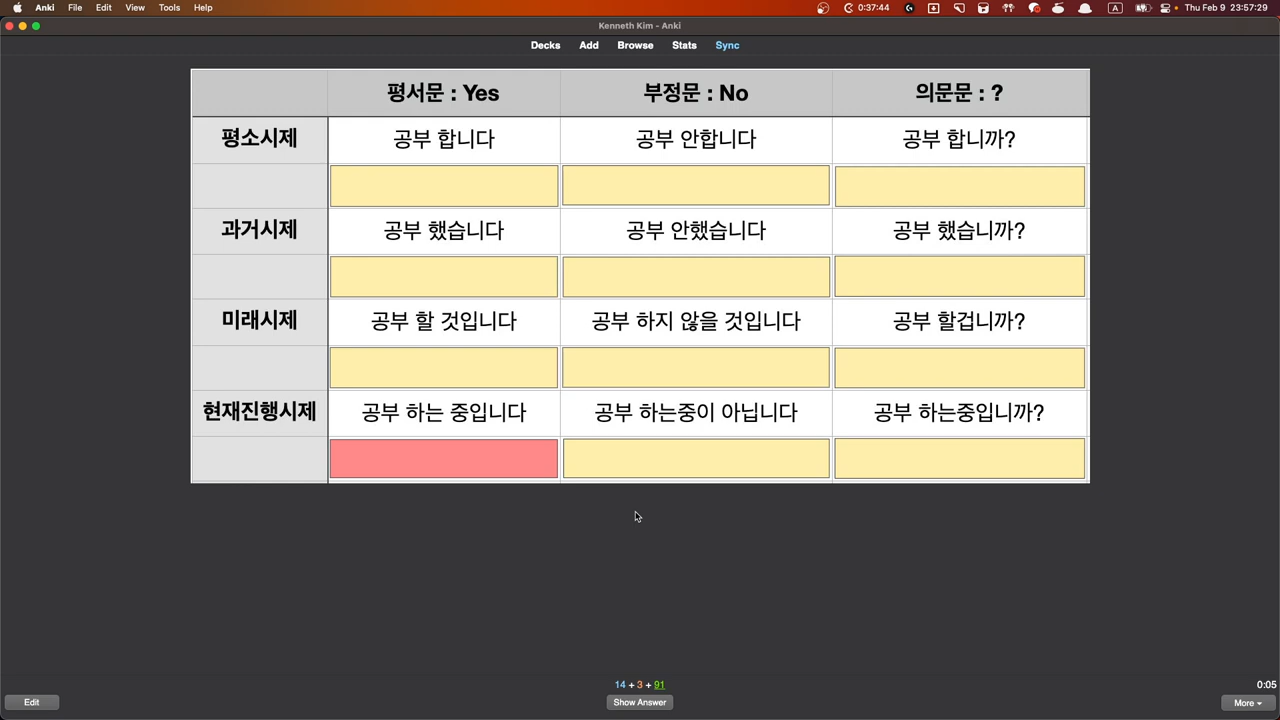 Anki File Edit View Tools Help 0:37:44 A Thu Feb 9 23:57:29
Kenneth Kim - Anki
Decks Add Browse Stats Sync
평서문 : Yes 부정문 : No 의문문 : ?
평소시제 공부 합니다 공부 안합니다 공부 합니까?
과거시제 공부 했습니다 공부 안했습니다 공부 했습니까?
미래시제 공부 할 것입니다 공부 하지 않을 것입니다 공부 할겁니까?
현재진행시제 공부 하는 중입니다 공부 하는중이 아닙니다 공부 하는중입니까?
14 + 3 + 91 0:05
Edit Show Answer More